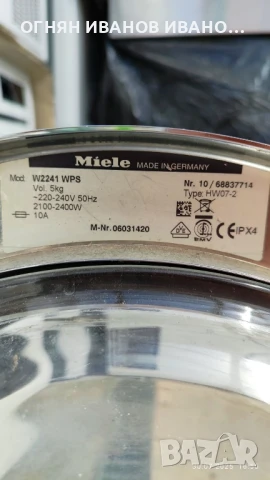 ОГНЯН ИВАНОВ ИВАНОВ
Miele MADE IN GERMANY
Mod. W2241 WPS Nr. 10 / 68837714
Vol. 5kg Type: HW07-2
~220-240V 50Hz
2100-2400W
10A
M-Nr. 06031420 IPX4
BAZAR